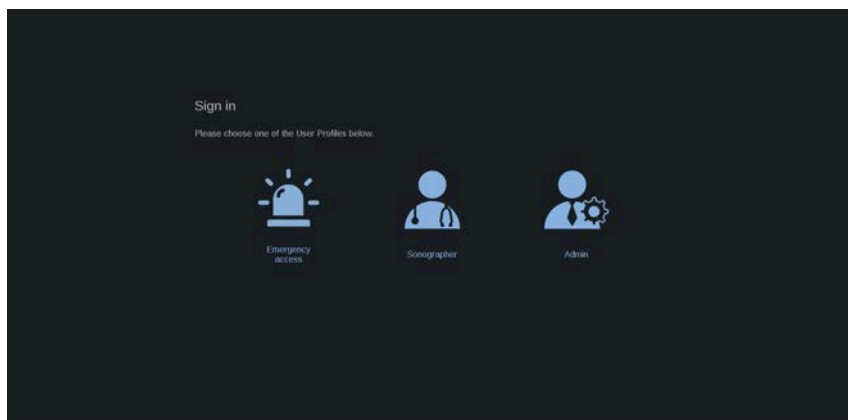 Sign in
Please choose one of the User Profiles below.
Emergency
access
Sonographer
Admin